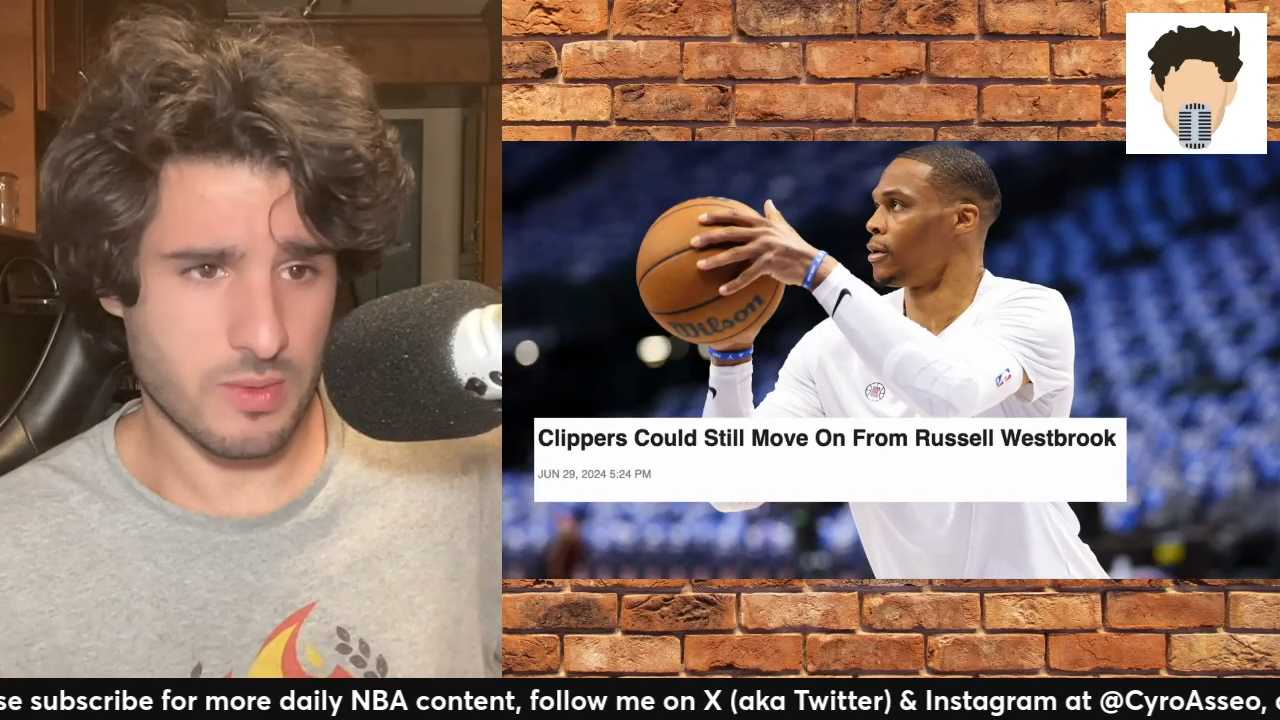 Wilson
Clippers Could Still Move On From Russell Westbrook
JUN 29, 2024 5:24 PM
se subscribe for more daily NBA content, follow me on X (aka Twitter) & Instagram at @CyroAsseo,